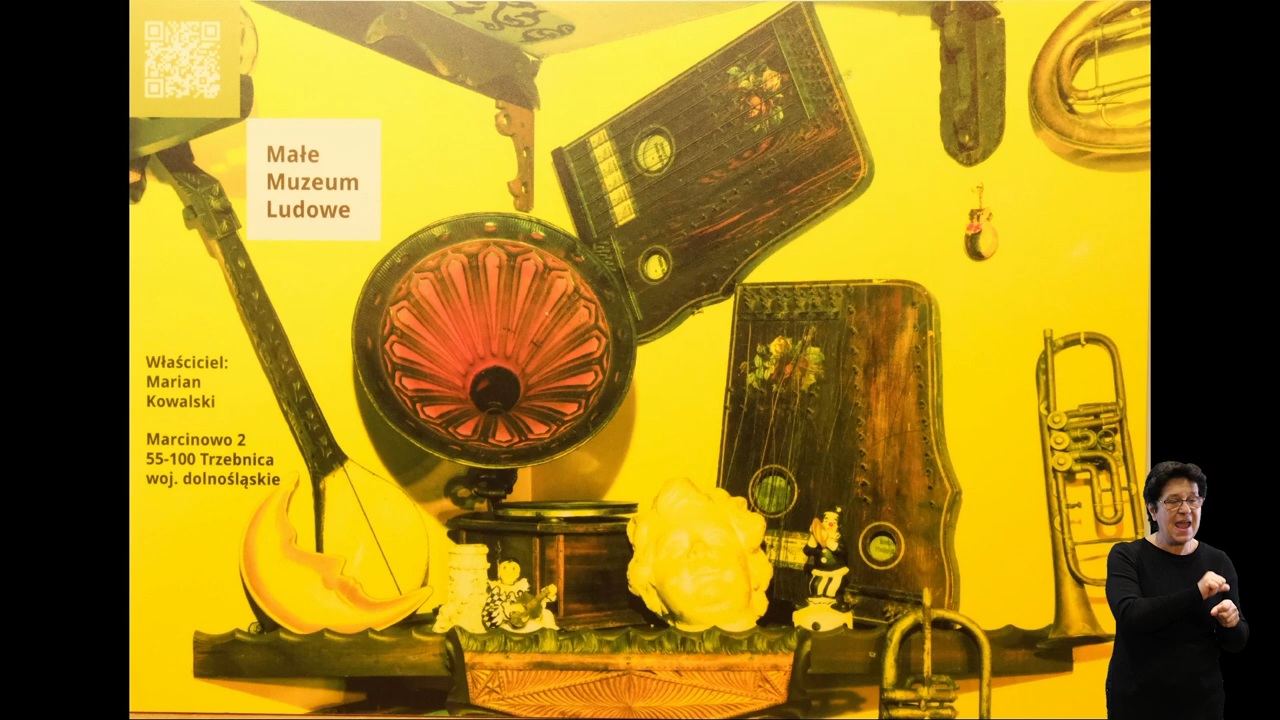 Małe
Muzeum
Ludowe
Właściciel:
Marian
Kowalski
Marcinowo 2
55-100 Trzebnica
woj. dolnośląskie